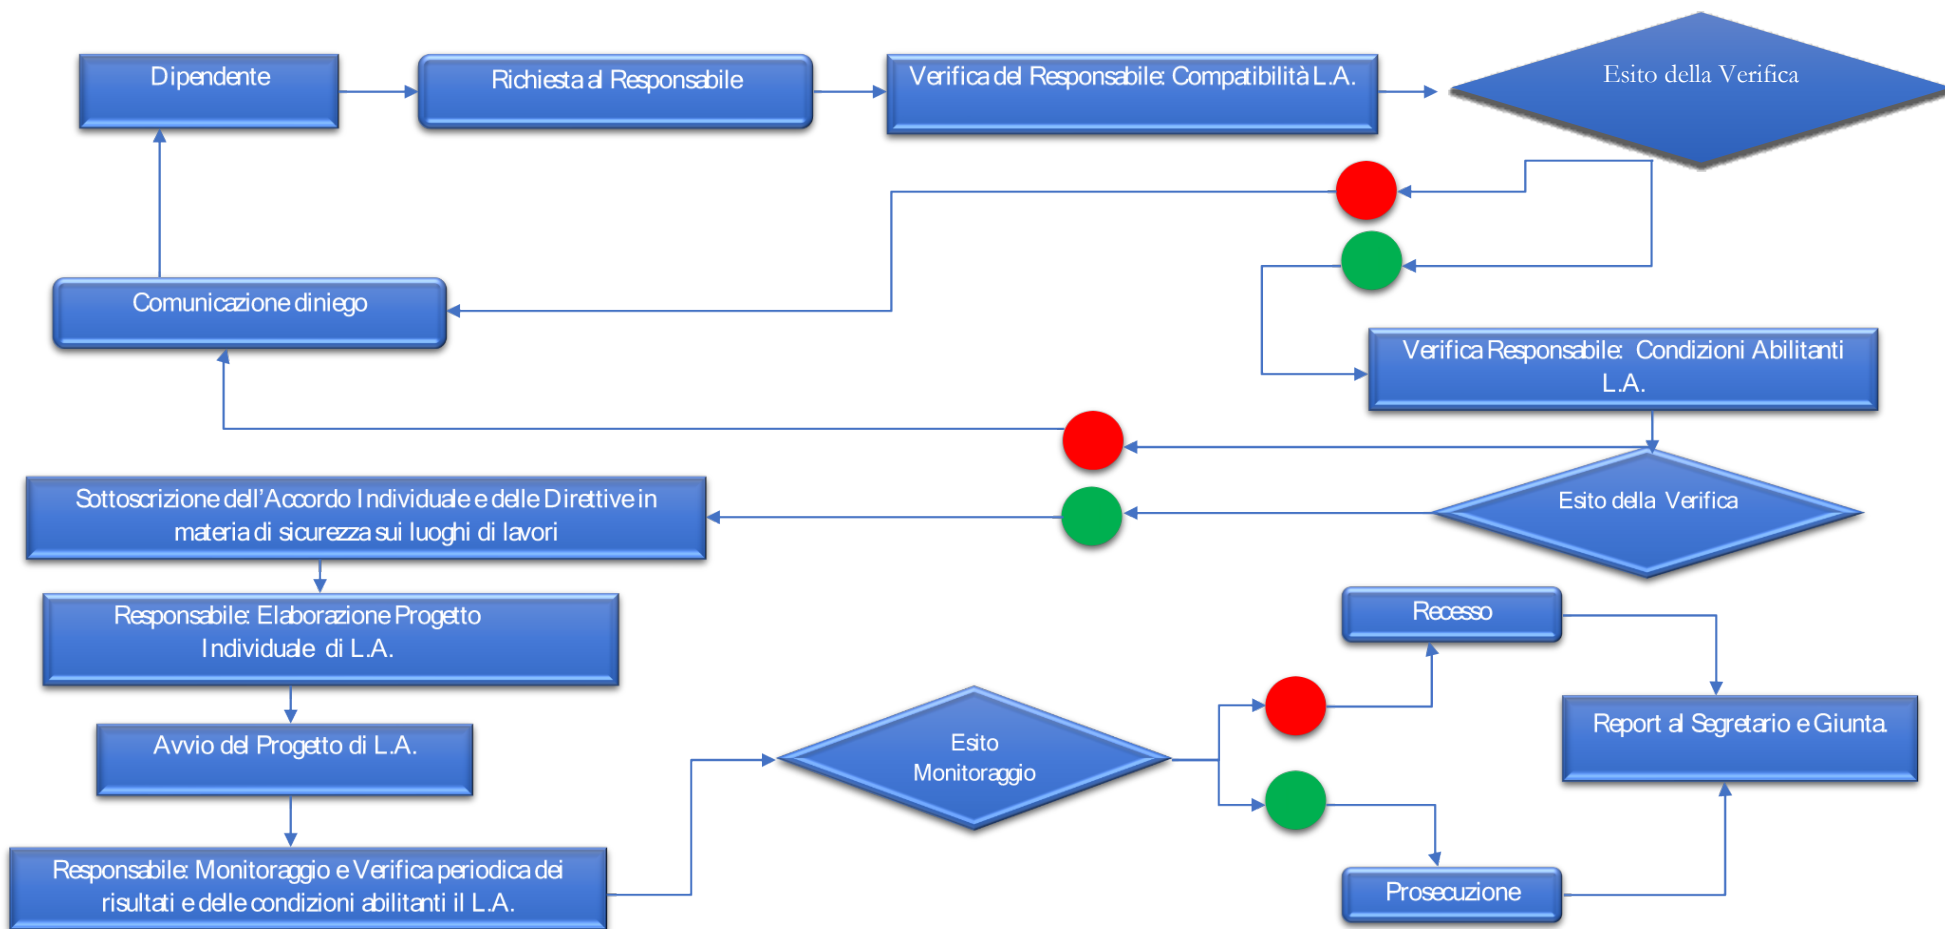 Dipendente
Richiesta al Responsabile
Verifica del Responsabile: Compatibilità L.A.
Esito della Verifica
Comunicazione diniego
Verifica Responsabile: Condizioni Abilitanti
L.A.
Esito della Verifica
Sottoscrizione dell’Accordo Individuale e delle Direttive in
materia di sicurezza sui luoghi di lavori
Responsabile: Elaborazione Progetto
Individuale di L.A.
Avvio del Progetto di L.A.
Responsabile: Monitoraggio e Verifica periodica dei
risultati e delle condizioni abilitanti il L.A.
Esito
Monitoraggio
Recesso
Report al Segretario e Giunta.
Prosecuzione